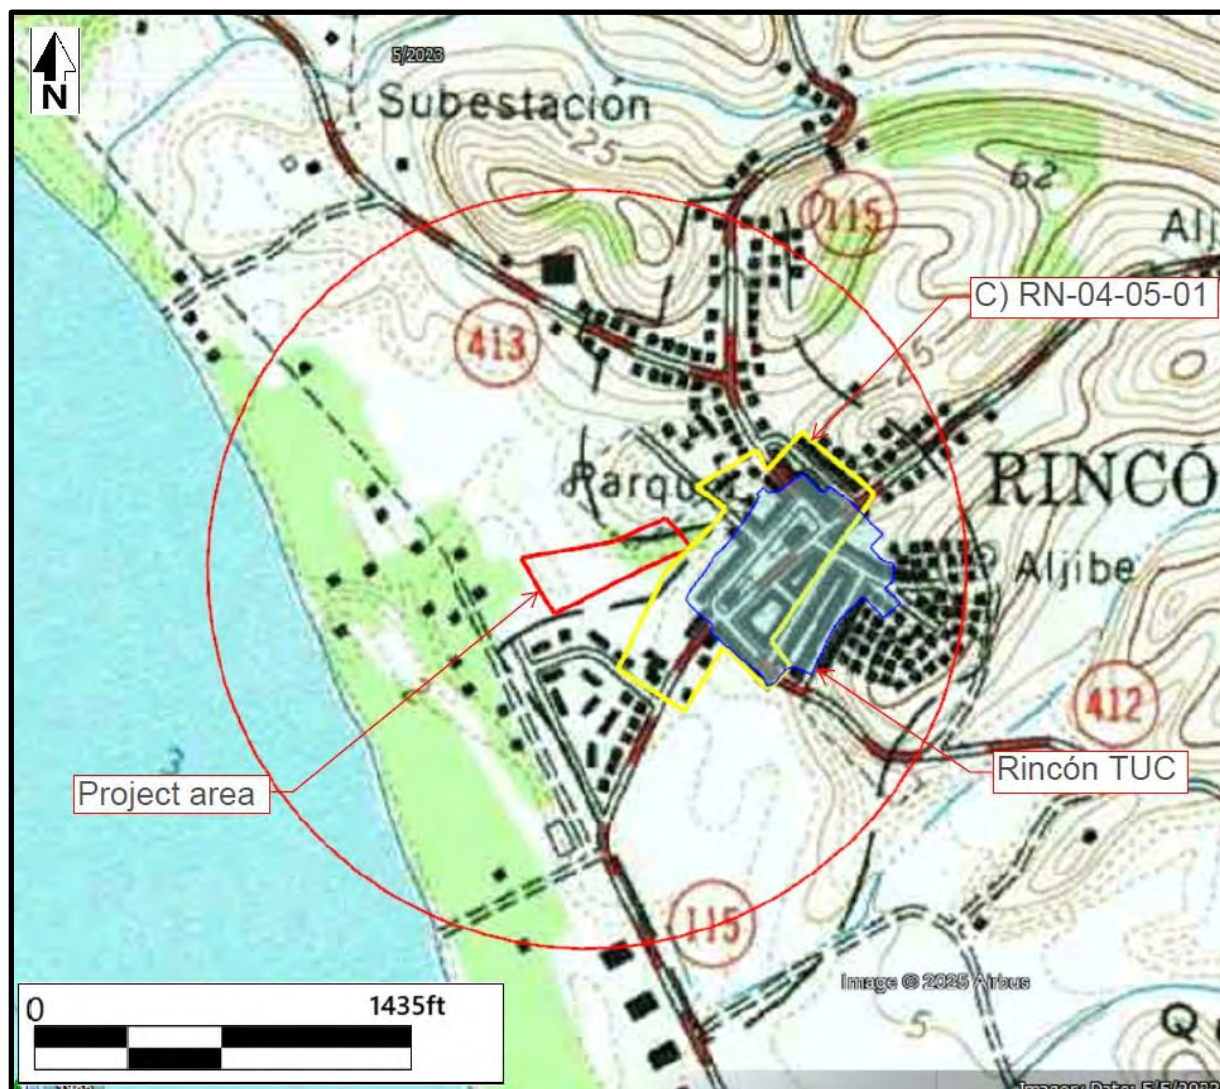 N
5/2023
Subestación
25
62
115
Alj
C) RN-04-05-01
413
25
Parque
RINCÓ
Aljibe
412
Project area
3
Rincón TUC
115
Image © 2025 Airbus
5
0
1435ft
Q